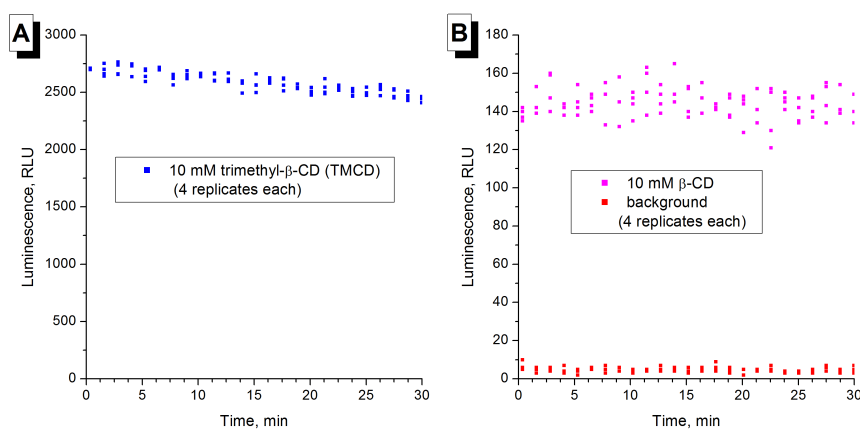 A
3000
2500
2000
1500
1000
500
0
Luminescence, RLU
10 mM trimethyl-β-CD (TMCD)
(4 replicates each)
0 5 10 15 20 25 30
Time, min
B
180
160
140
120
100
80
60
40
20
0
Luminescence, RLU
10 mM β-CD
background
(4 replicates each)
0 5 10 15 20 25 30
Time, min